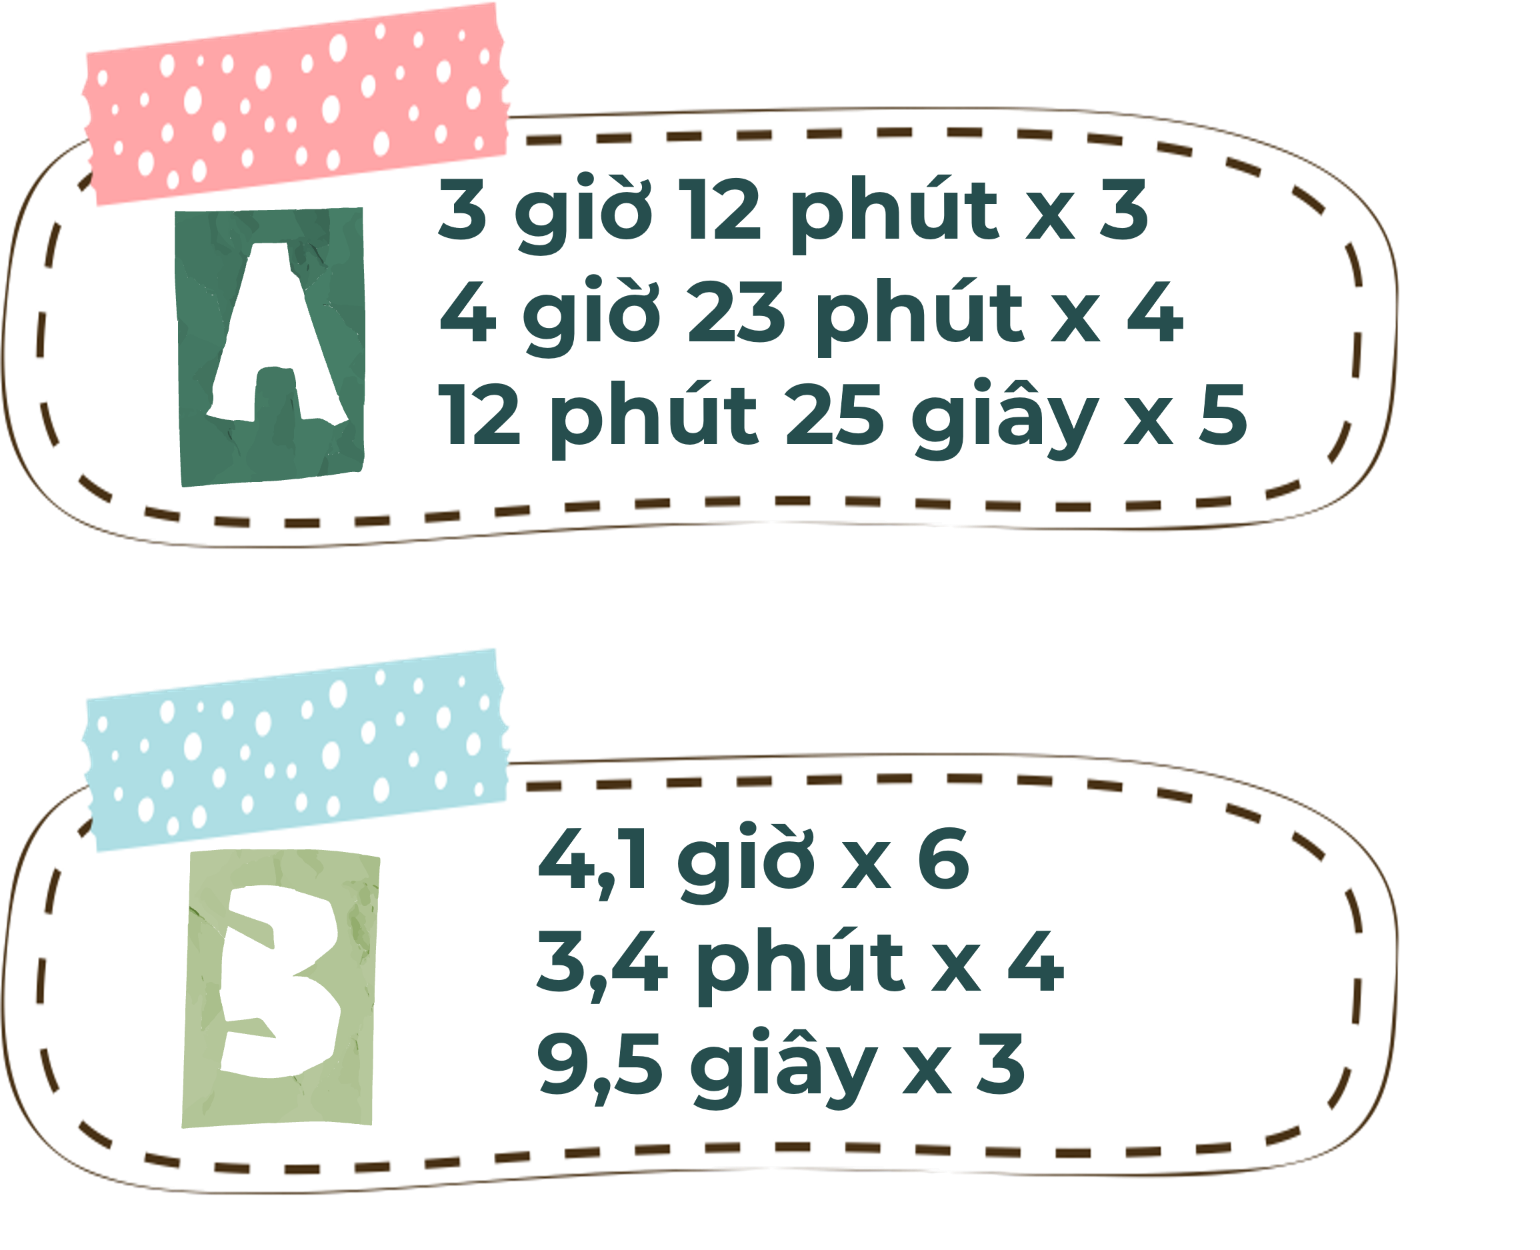 A
3 giờ 12 phút x 3
4 giờ 23 phút x 4
12 phút 25 giây x 5
B
4,1 giờ x 6
3,4 phút x 4
9,5 giây x 3